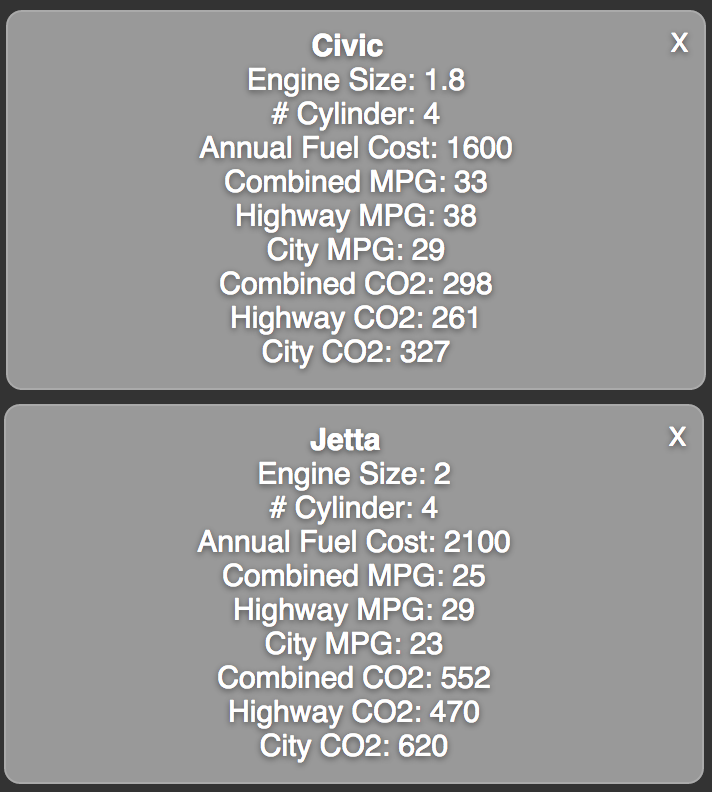 Civic
X
Engine Size: 1.8
# Cylinder: 4
Annual Fuel Cost: 1600
Combined MPG: 33
Highway MPG: 38
City MPG: 29
Combined CO2: 298
Highway CO2: 261
City CO2: 327
Jetta
X
Engine Size: 2
# Cylinder: 4
Annual Fuel Cost: 2100
Combined MPG: 25
Highway MPG: 29
City MPG: 23
Combined CO2: 552
Highway CO2: 470
City CO2: 620